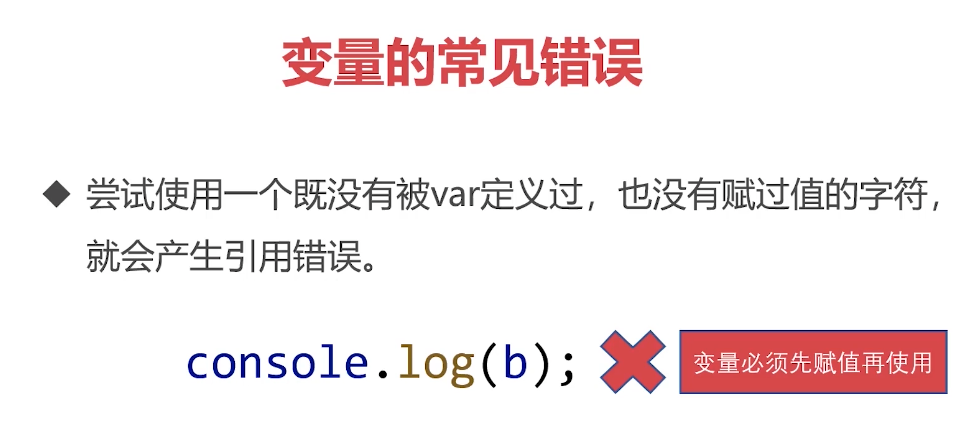 变量的常见错误
◆ 尝试使用一个既没有被var定义过，也没有赋过值的字符，
就会产生引用错误。
console.log(b); 变量必须先赋值再使用